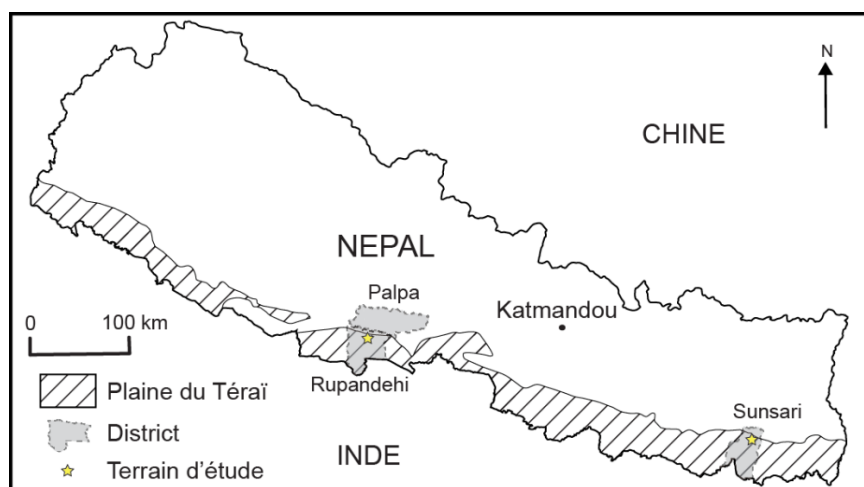 N
CHINE
NEPAL
Palpa
Katmandou
0 100 km
Rupandehi
Plaine du Téraï
Sunsari
District
INDE
Terrain d'étude